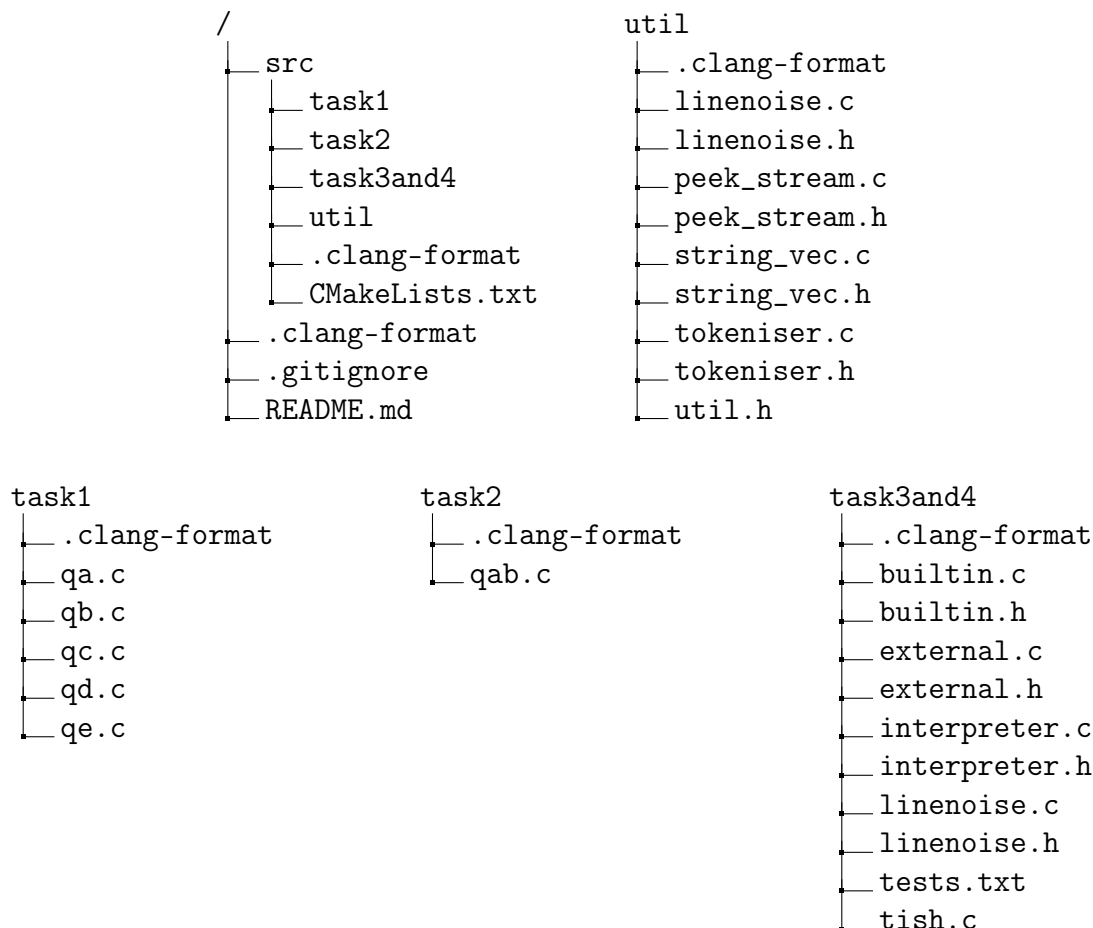 /
src
task1
task2
task3and4
util
.clang-format
CMakeLists.txt
.clang-format
.gitignore
README.md
util
.clang-format
linenoise.c
linenoise.h
peek_stream.c
peek_stream.h
string_vec.c
string_vec.h
tokeniser.c
tokeniser.h
util.h
task1
.clang-format
qa.c
qb.c
qc.c
qd.c
qe.c
task2
.clang-format
qab.c
task3and4
.clang-format
builtin.c
builtin.h
external.c
external.h
interpreter.c
interpreter.h
linenoise.c
linenoise.h
tests.txt
tish.c